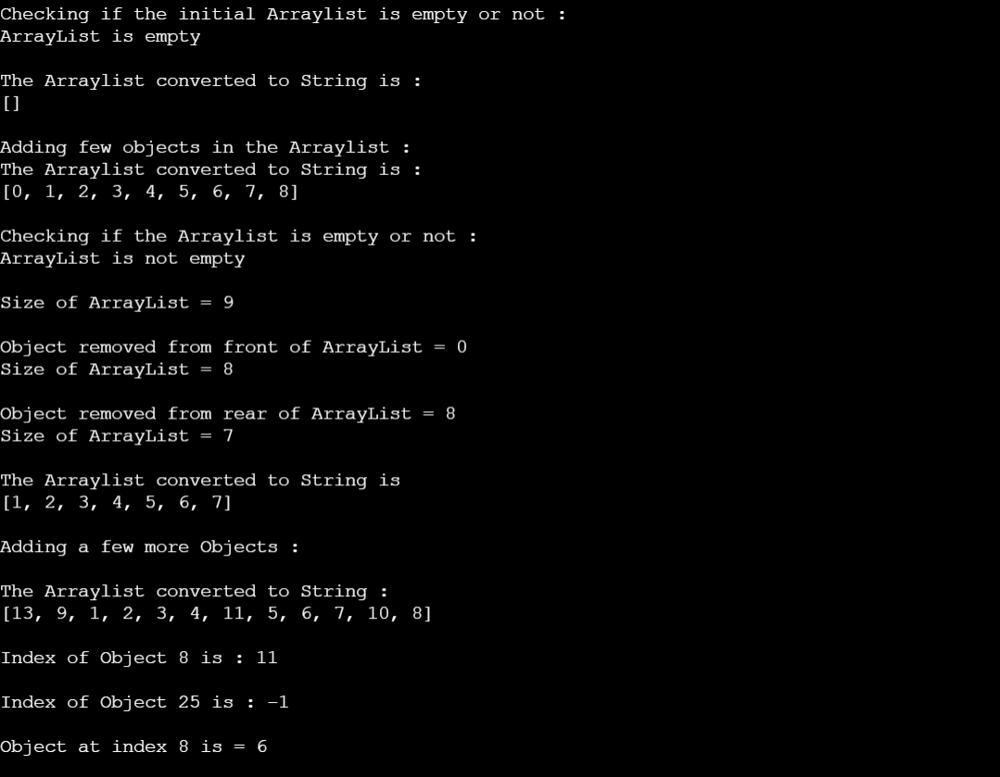 Checking if the initial Arraylist is empty or not :
ArrayList is empty
The Arraylist converted to String is :
[]
Adding few objects in the Arraylist :
The Arraylist converted to String is :
[0, 1, 2, 3, 4, 5, 6, 7, 8]
Checking if the Arraylist is empty or not :
ArrayList is not empty
Size of ArrayList = 9
Object removed from front of ArrayList = 0
Size of ArrayList = 8
Object removed from rear of ArrayList = 8
Size of ArrayList = 7
The Arraylist converted to String is
[1, 2, 3, 4, 5, 6, 7]
Adding a few more Objects :
The Arraylist converted to String :
[13, 9, 1, 2, 3, 4, 11, 5, 6, 7, 10, 8]
Index of Object 8 is : 11
Index of Object 25 is : -1
Object at index 8 is = 6